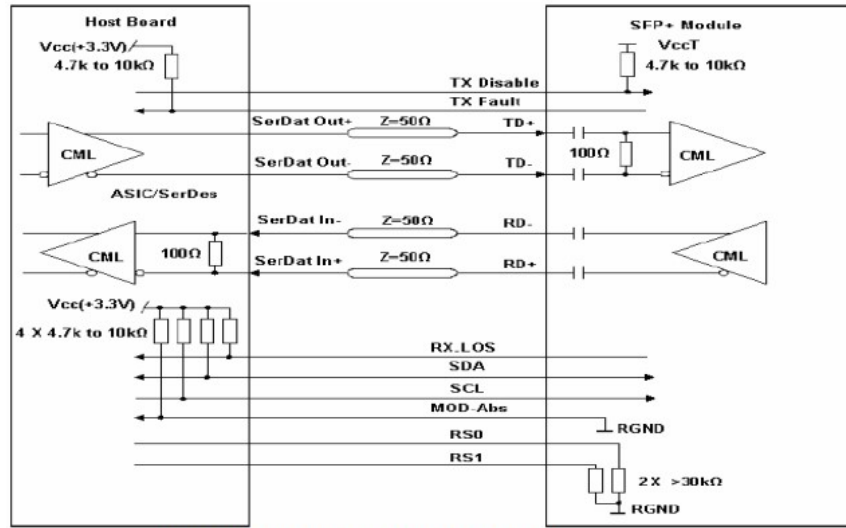 Host Board
SFP+ Module
Vcc(+3.3V)
4.7k to 10kΩ
VccT
4.7k to 10kΩ
TX Disable
TX Fault
SerDat Out+
Z=50Ω
TD+
CML
100Ω
CML
SerDat Out-
Z=50Ω
TD-
ASIC/SerDes
SerDat In-
Z=50Ω
RD-
CML
100Ω
CML
SerDat In+
Z=50Ω
RD+
Vcc(+3.3V)
4 X 4.7k to 10kΩ
RX_LOS
SDA
SCL
MOD-Abs
RGND
RS0
RS1
2X >30kΩ
RGND